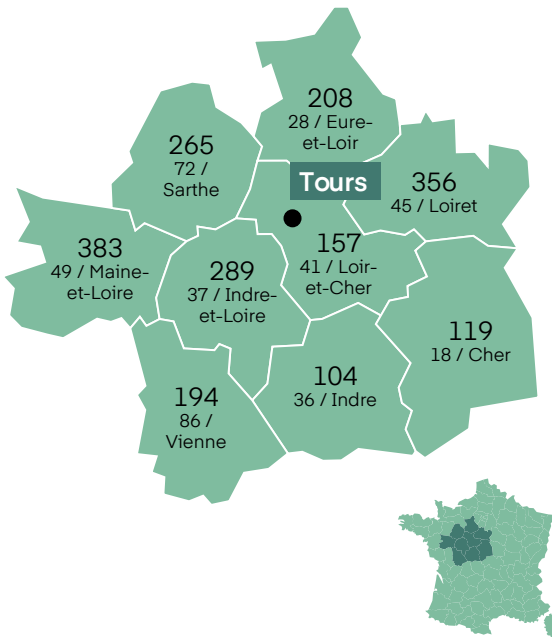 208
28 / Eure-
et-Loir
265
72 /
Sarthe
Tours
356
45 / Loiret
383
49 / Maine-
et-Loire
289
37 / Indre-
et-Loire
157
41 / Loir-
et-Cher
119
18 / Cher
194
86 /
Vienne
104
36 / Indre